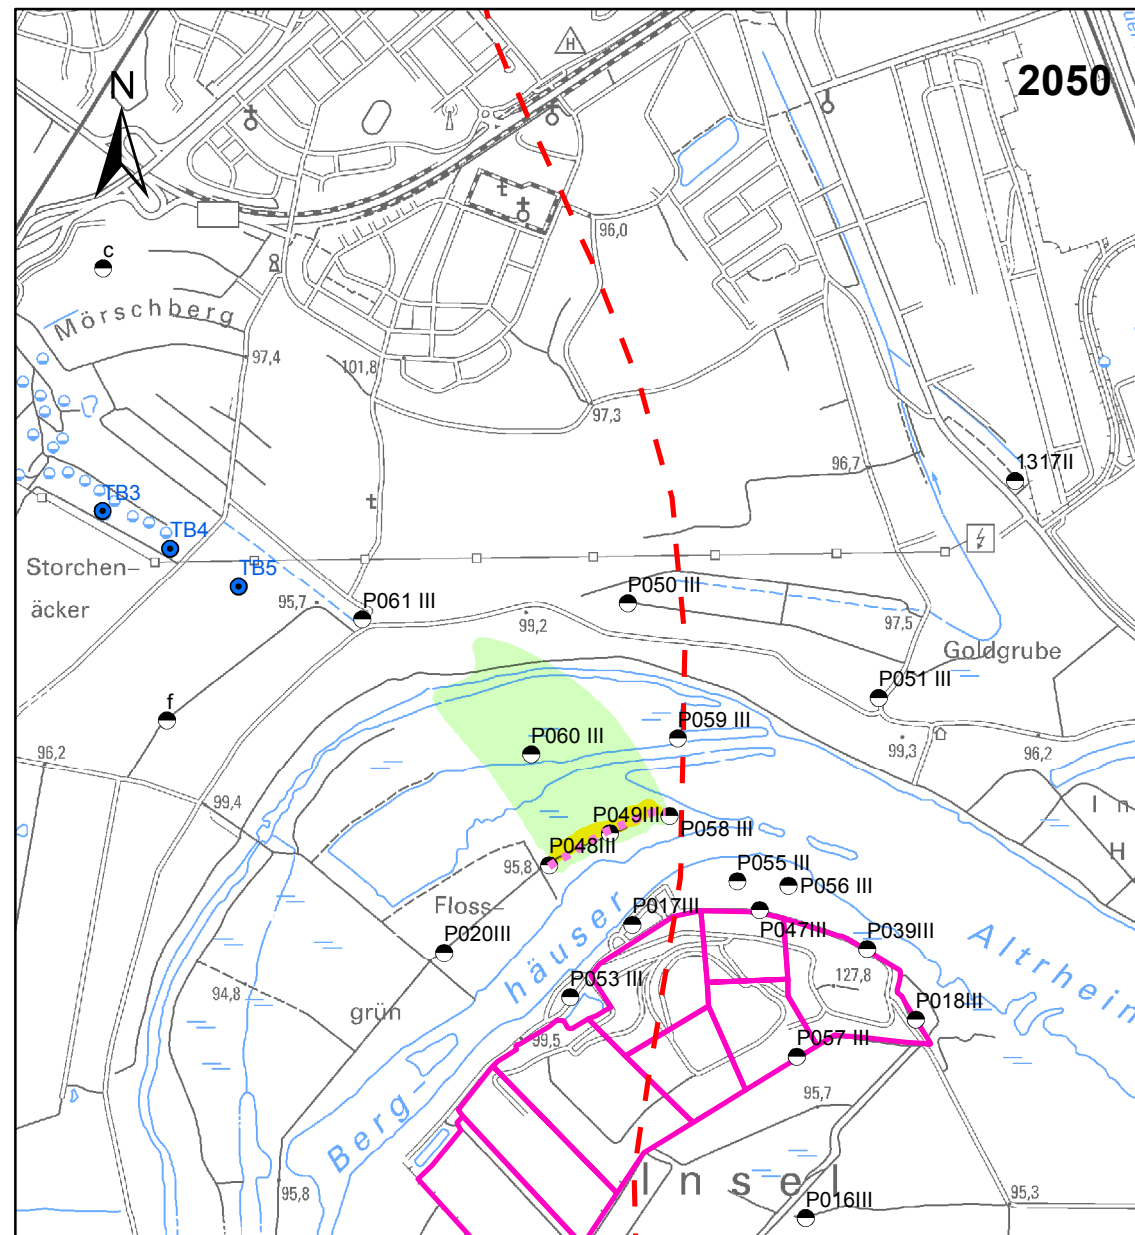 2050
N
H
96,0
c
Mörschberg
97,4
101,8
97,3
96,7
1317II
TB3
TB4
TB5
Storchen-
äcker
95,7
P061 III
99,2
P050 III
97,5
Goldgrube
P051 III
f
P059 III
P060 III
99,3
96,2
96,2
99,4
I n
H
P049III
P058 III
P048III
95,8
P055 III
P056 III
Floss-
grün
P020III
P017III
P047III
P039III
Altrhein
127,8
P053 III
94,8
P018III
99,5
P057 III
95,7
Berg-
häuser
Insel
95,8
P016III
95,3